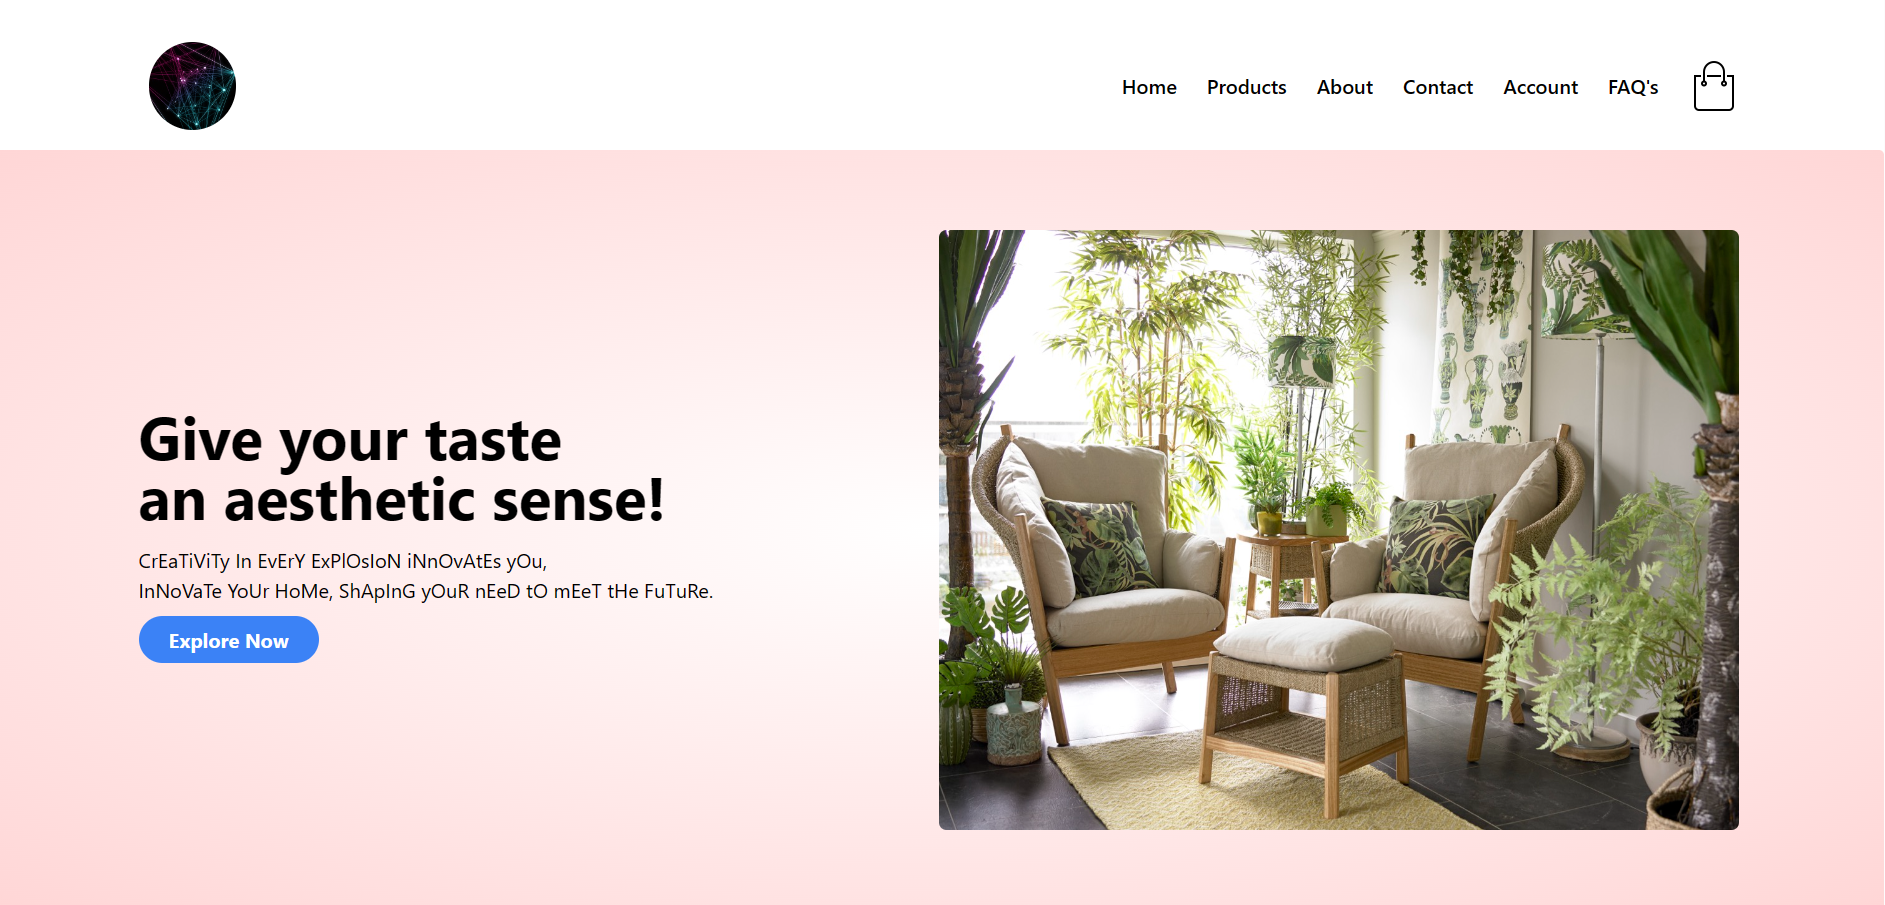 Home Products About Contact Account FAQ's
Give your taste
an aesthetic sense!
CrEaTiViTy In EvErY ExPlOsIoN iNnOvAtEs yOu,
InNoVaTe YoUr HoMe, ShApInG yOuR nEeD tO mEeT tHe FuTuRe.
Explore Now